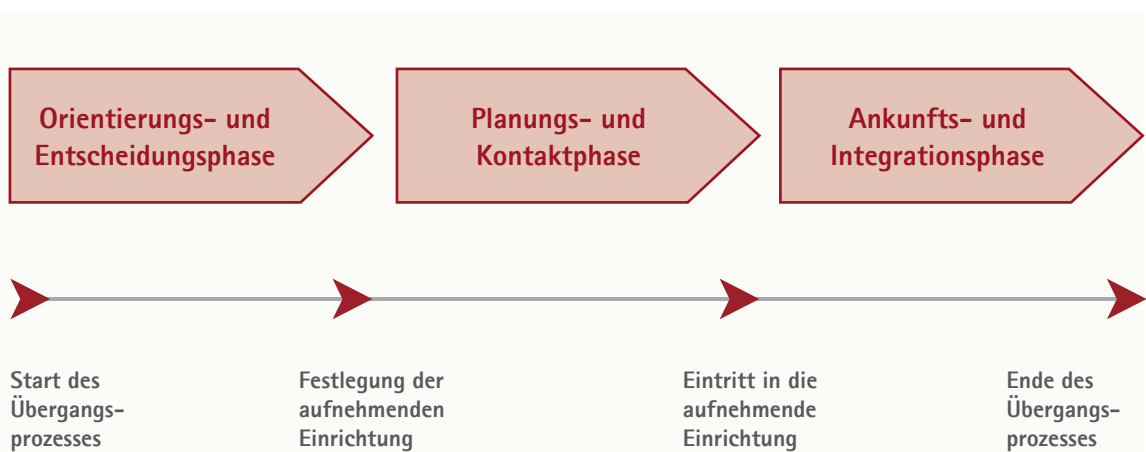 Orientierungs- und
Entscheidungsphase
Planungs- und
Kontaktphase
Ankunfts- und
Integrationsphase
Start des
Übergangs-
prozesses
Festlegung der
aufnehmenden
Einrichtung
Eintritt in die
aufnehmende
Einrichtung
Ende des
Übergangs-
prozesses